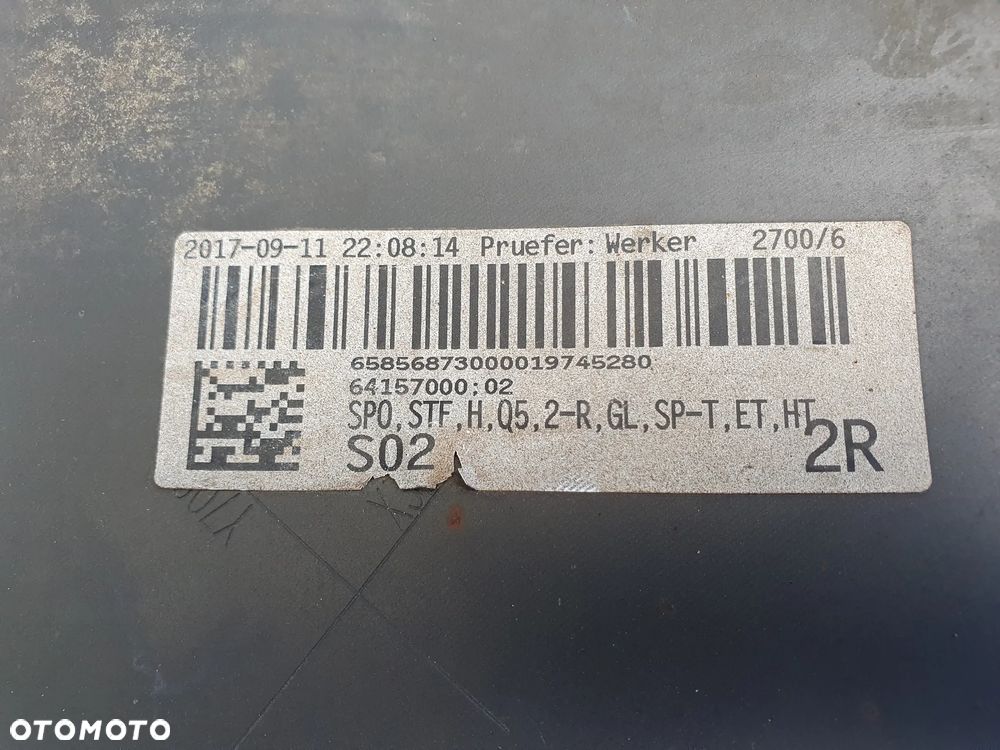 2017-09-11 22:08:14 Pruefer: Werker 2700/6
65856873000019745280
64157000;02
SPO,STF,H,Q5,2-R,GL,SP-T,ET,HT
S02
2R
OTOMOTO